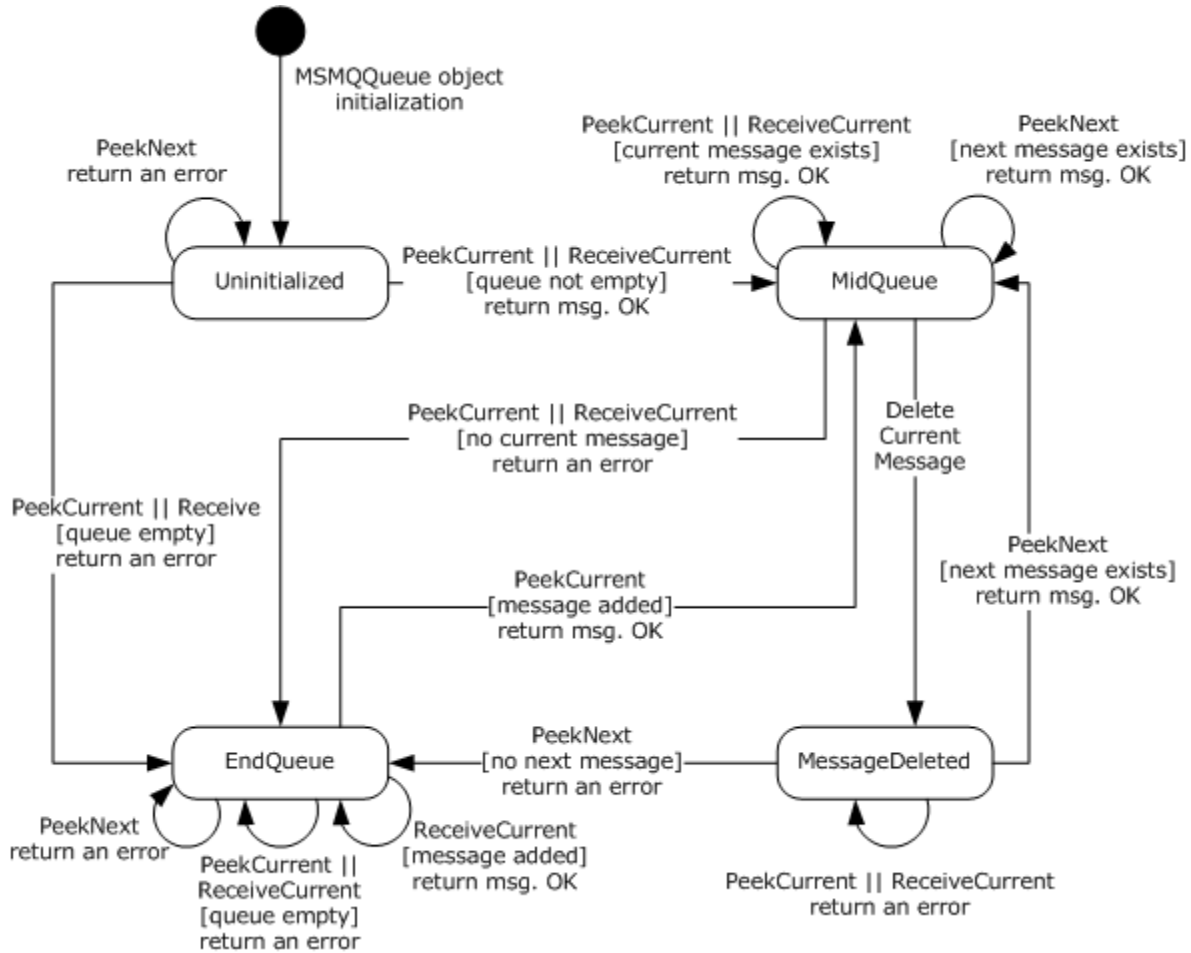 MSMQQueue object
initialization
PeekNext
return an error
PeekCurrent || ReceiveCurrent
[current message exists]
return msg. OK
PeekNext
[next message exists]
return msg. OK
Uninitialized
PeekCurrent || ReceiveCurrent
[queue not empty]
return msg. OK
MidQueue
PeekCurrent || ReceiveCurrent
[no current message]
return an error
Delete
Current
Message
PeekCurrent || Receive
[queue empty]
return an error
PeekCurrent
[message added]
return msg. OK
PeekNext
[next message exists]
return msg. OK
EndQueue
PeekNext
[no next message]
return an error
MessageDeleted
PeekNext
return an error
PeekCurrent ||
ReceiveCurrent
[queue empty]
return an error
ReceiveCurrent
[message added]
return msg. OK
PeekCurrent || ReceiveCurrent
return an error